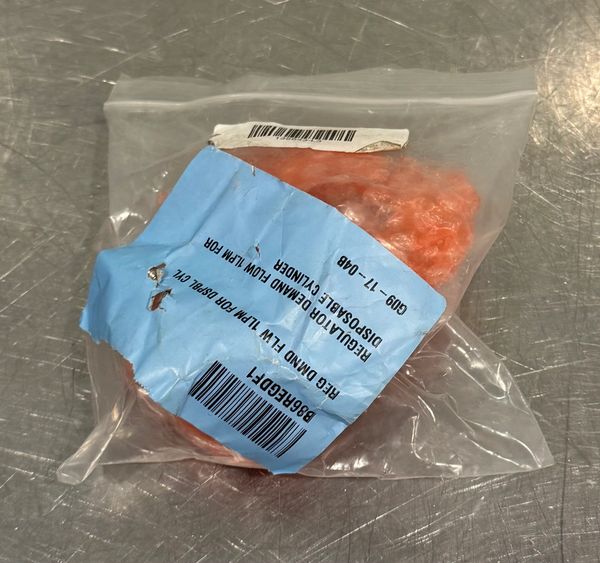 B86REGDF1
REG DMND FLW 1LPM FOR DSPBL CYL
REGULATOR DEMAND FLOW 1LPM FOR
DISPOSABLE CYLINDER
G09 - 17 - 04B